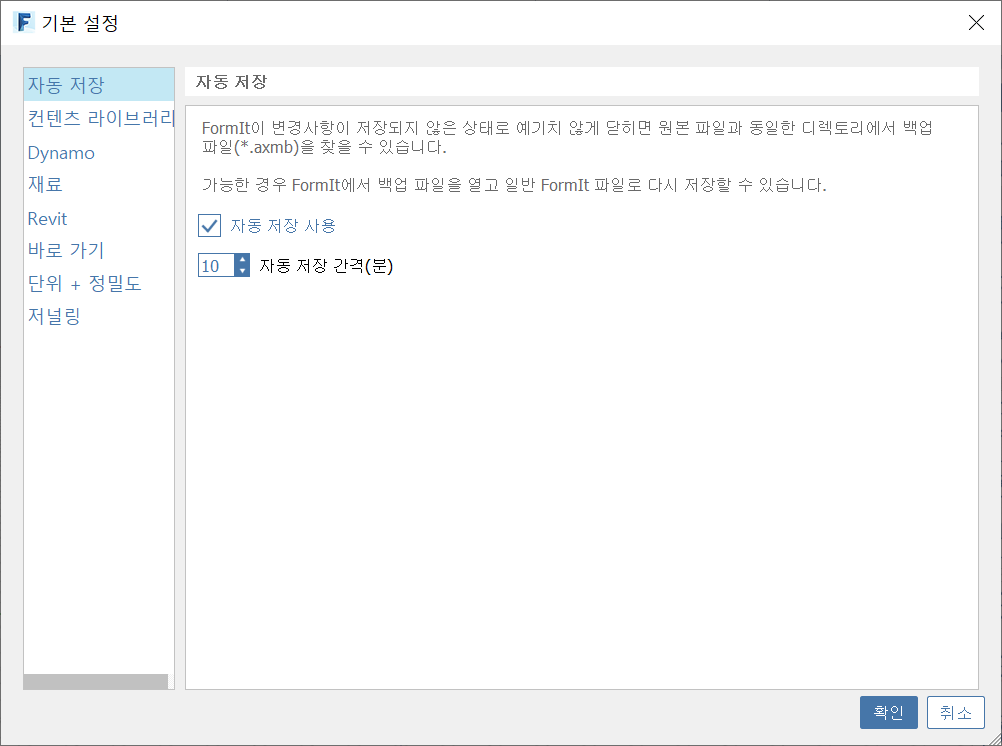 기본 설정
자동 저장
컨텐츠 라이브러리
Dynamo
재료
Revit
바로 가기
단위 + 정밀도
저널링
자동 저장
FormIt이 변경사항이 저장되지 않은 상태로 예기치 않게 닫히면 원본 파일과 동일한 디렉토리에서 백업
파일(*.axmb)을 찾을 수 있습니다.
가능한 경우 FormIt에서 백업 파일을 열고 일반 FormIt 파일로 다시 저장할 수 있습니다.
자동 저장 사용
10 자동 저장 간격(분)
확인 취소